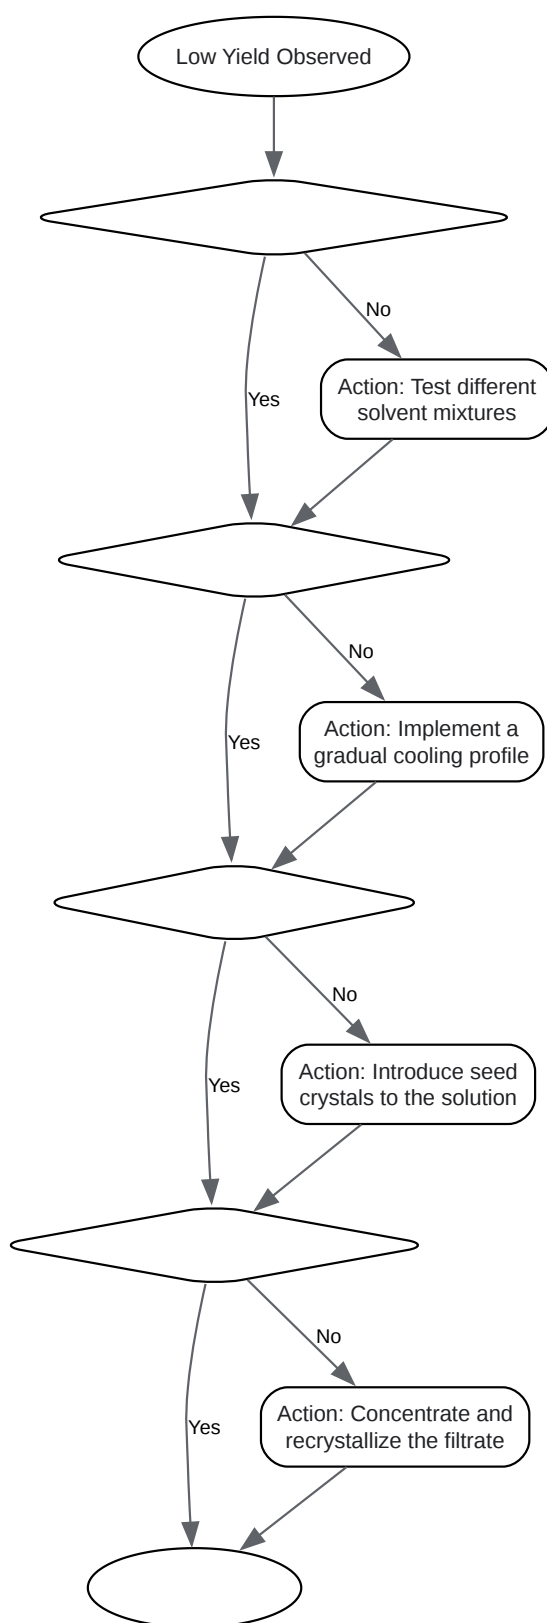 Low Yield Observed
No
Action: Test different
solvent mixtures
Yes
No
Action: Implement a
gradual cooling profile
Yes
No
Action: Introduce seed
crystals to the solution
Yes
No
Action: Concentrate and
recrystallize the filtrate
Yes